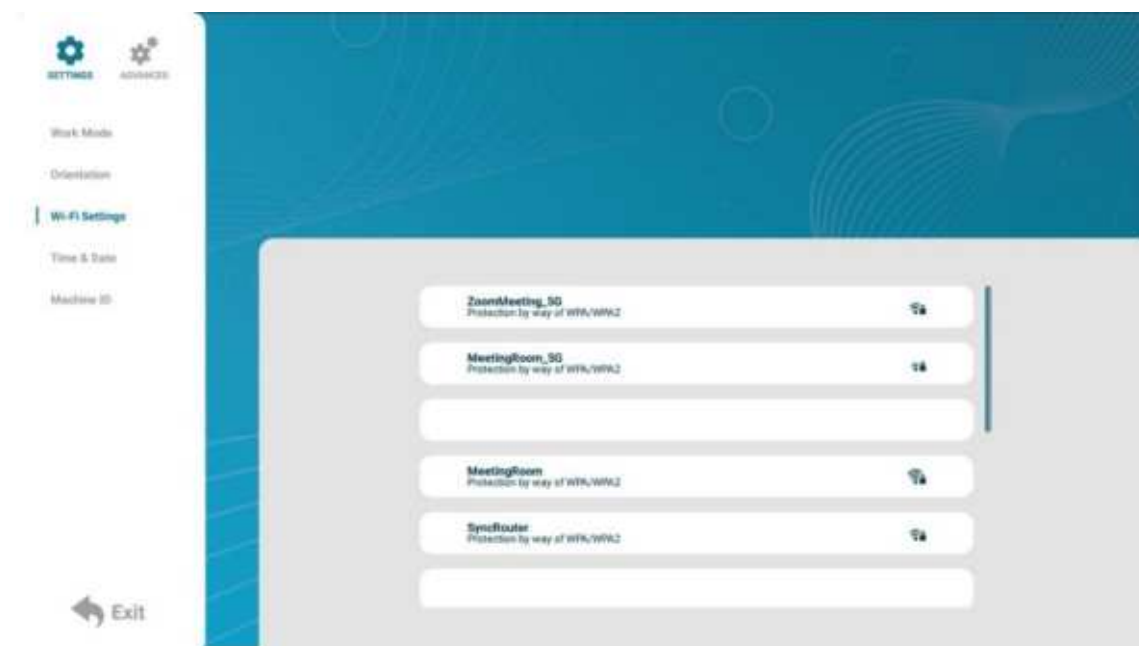 SETTINGS
ADVANCED
Work Mode
Orientation
Wi-Fi Settings
Time & Date
Machine ID
Exit
ZoomMeeting_5G
Protection by way of WPA/WPA2
MeetingRoom_5G
Protection by way of WPA/WPA2
MeetingRoom
Protection by way of WPA/WPA2
SyncRouter
Protection by way of WPA/WPA2